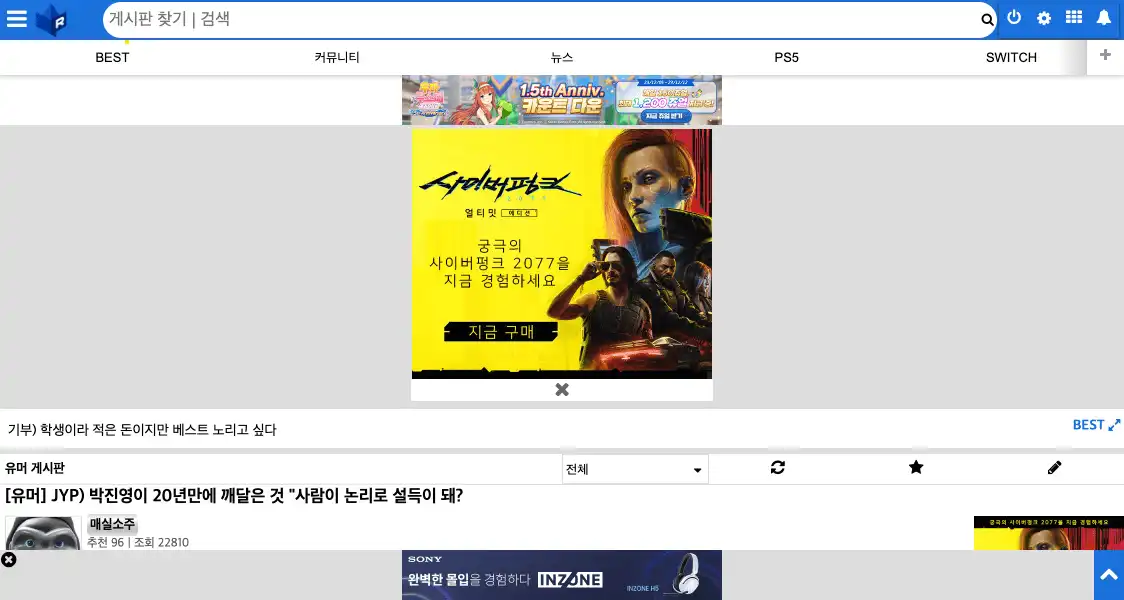 게시판 찾기 | 검색
BEST
커뮤니티
뉴스
PS5
SWITCH
1.5th Anniv.
카운트 다운
1,200 쥬얼
사이버펑크
2077
얼티밋 에디션
궁극의
사이버펑크 2077을
지금 경험하세요
지금 구매
기부) 학생이라 적은 돈이지만 베스트 노리고 싶다
BEST
유머 게시판
전체
[유머] JYP) 박진영이 20년만에 깨달은 것 "사람이 논리로 설득이 돼?
매실소주
추천 96 | 조회 22810
궁극의 사이버펑크 2077을 지금 경험하세요
SONY
완벽한 몰입을 경험하다 INZONE
INZONE H5